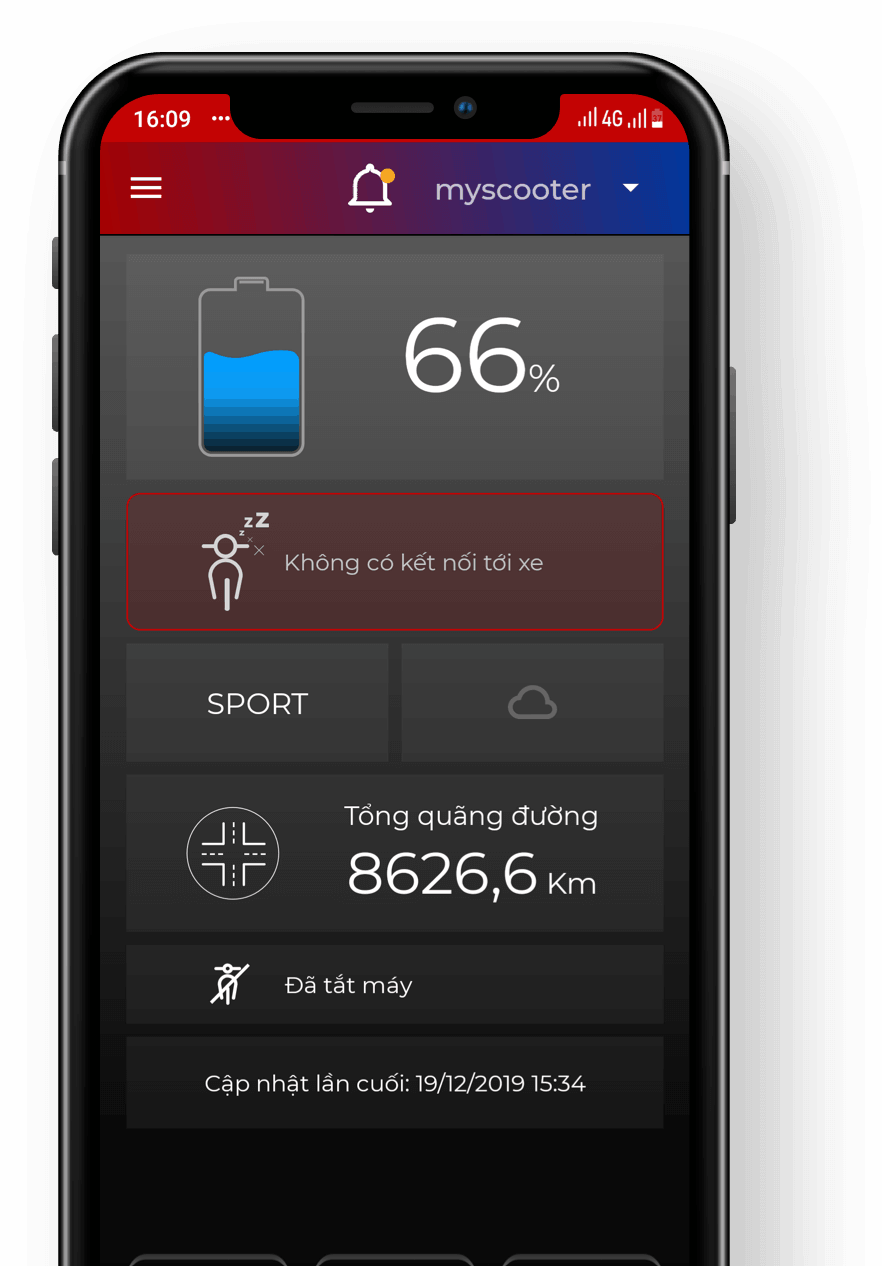 16:09 ... 4G
myscooter
66%
z z Z
Không có kết nối tới xe
SPORT
Tổng quãng đường
8626,6 Km
Đã tắt máy
Cập nhật lần cuối: 19/12/2019 15:34